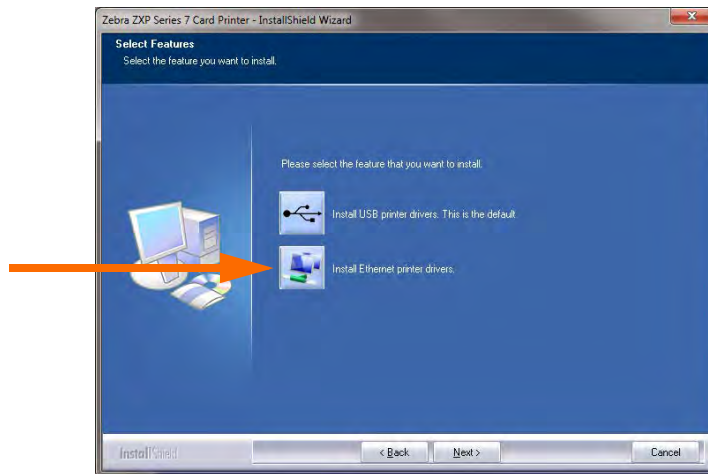 Zebra ZXP Series 7 Card Printer - InstallShield Wizard
Select Features
Select the feature you want to install.
Please select the feature that you want to install.
Install USB printer drivers. This is the default
Install Ethernet printer drivers.
InstallShield
< Back Next > Cancel